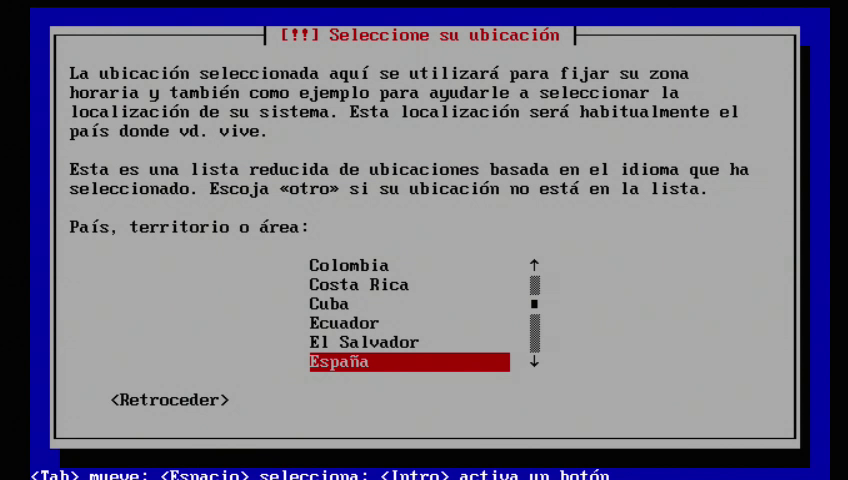 [!!] Seleccione su ubicación
La ubicación seleccionada aquí se utilizará para fijar su zona
horaria y también como ejemplo para ayudarle a seleccionar la
localización de su sistema. Esta localización será habitualmente el
país donde vd. vive.
Esta es una lista reducida de ubicaciones basada en el idioma que ha
seleccionado. Escoja «otro» si su ubicación no está en la lista.
País, territorio o área:
Colombia
Costa Rica
Cuba
Ecuador
El Salvador
España
<Retroceder>
<Tab> mueve; <Espacio> selecciona; <Intro> activa un botón